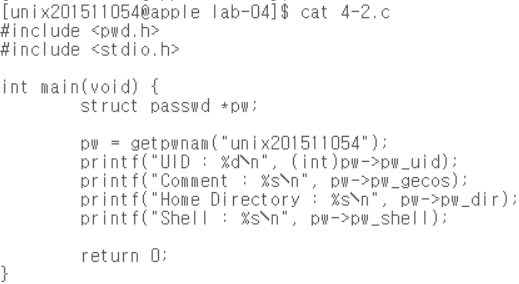 [unix201511054@apple lab-04]$ cat 4-2.c
#include <pwd.h>
#include <stdio.h>
int main(void) {
struct passwd *pw;
pw = getpwnam("unix201511054");
printf("UID : %d\n", (int)pw->pw_uid);
printf("Comment : %s\n", pw->pw_gecos);
printf("Home Directory : %s\n", pw->pw_dir);
printf("Shell : %s\n", pw->pw_shell);
return 0;
}